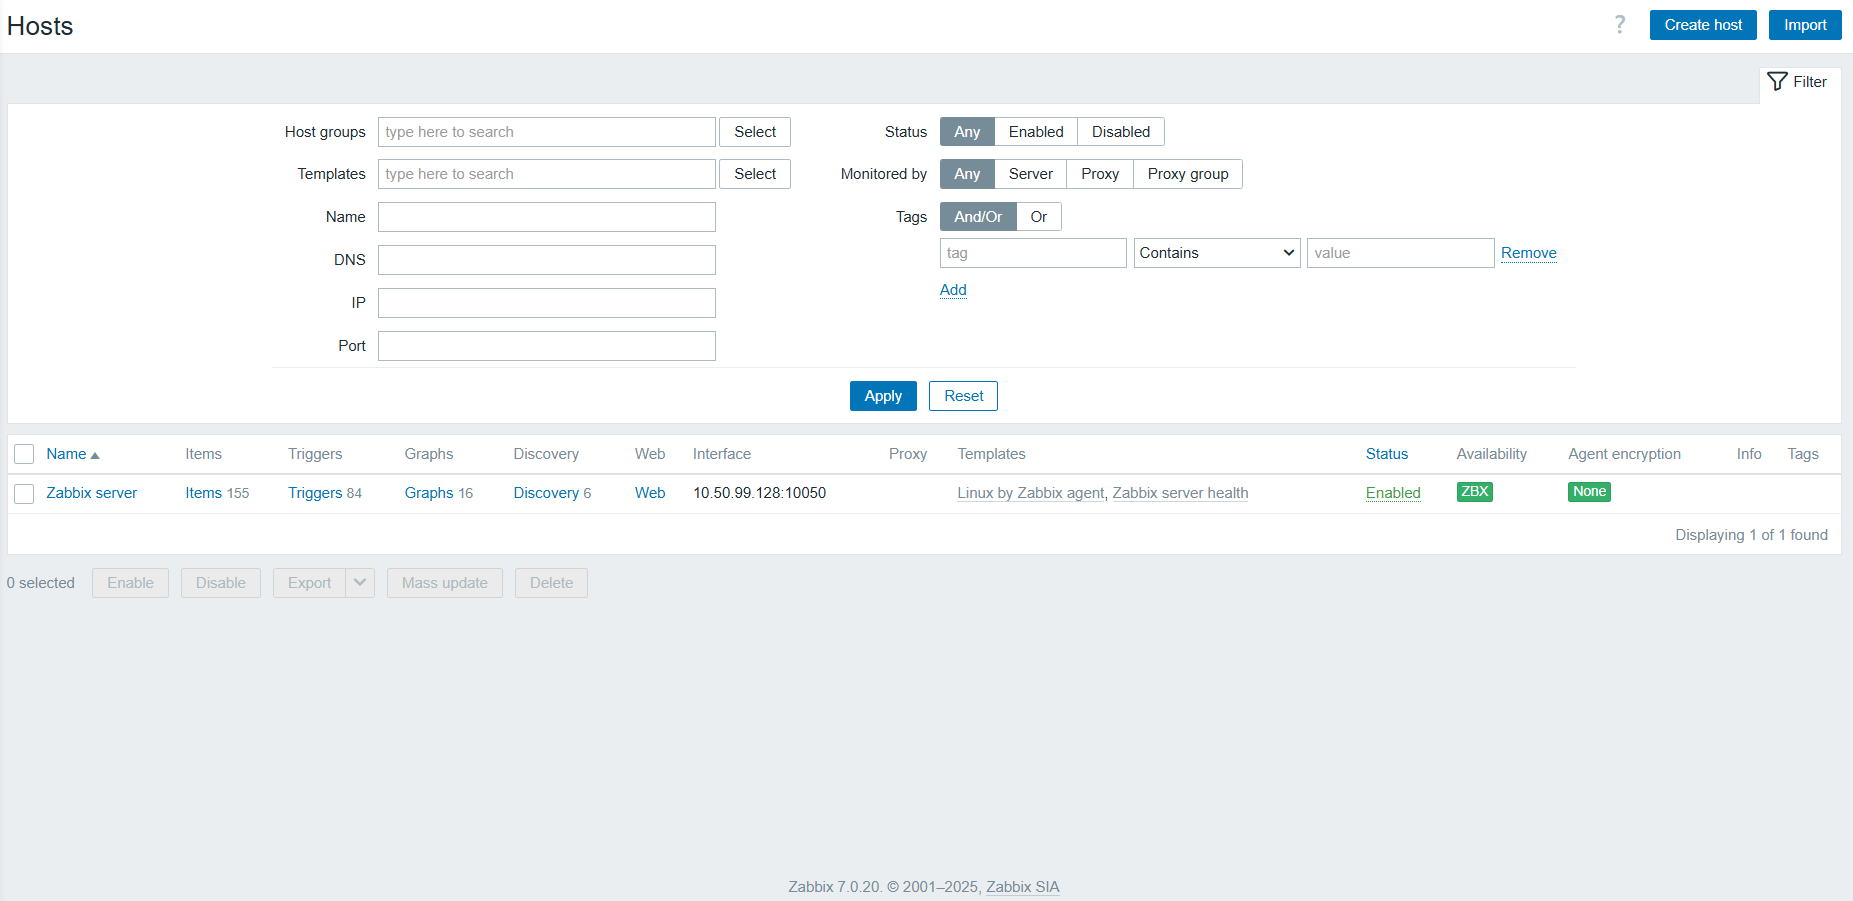 Hosts
? Create host Import
Filter
Host groups type here to search Select Status Any Enabled Disabled
Templates type here to search Select Monitored by Any Server Proxy Proxy group
Name Tags And/Or Or
DNS tag Contains value Remove
Add
IP
Port
Apply Reset
Name Items Triggers Graphs Discovery Web Interface Proxy Templates Status Availability Agent encryption Info Tags
Zabbix server Items 155 Triggers 84 Graphs 16 Discovery 6 Web 10.50.99.128:10050 Linux by Zabbix agent, Zabbix server health Enabled ZBX None
Displaying 1 of 1 found
0 selected Enable Disable Export Mass update Delete
Zabbix 7.0.20. © 2001–2025, Zabbix SIA